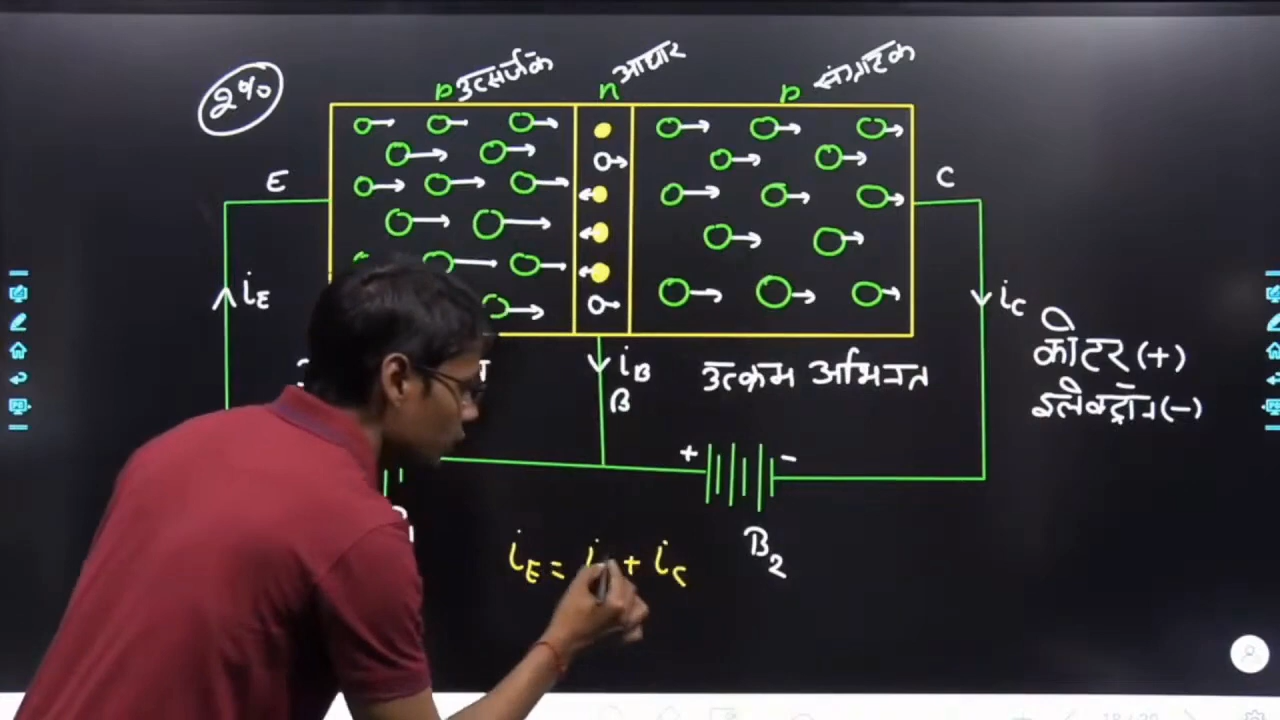 2%
p उत्सर्जक
n आधार
p संग्राहक
E
C
iE
iC
iB
B
उत्क्रम अभिनत
कोटर (+)
इलेक्ट्रॉन (-)
+ -
B2
iE = i + iC